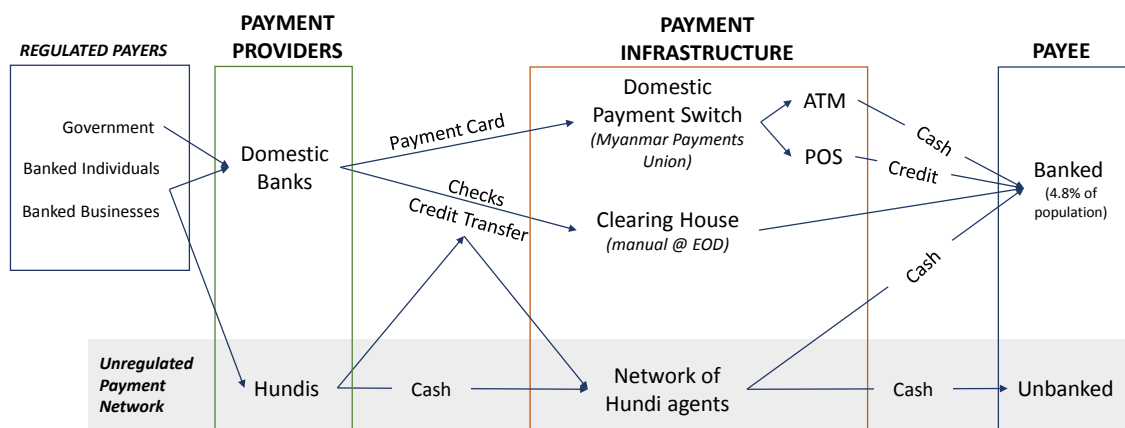 REGULATED PAYERS
PAYMENT
PROVIDERS
PAYMENT
INFRASTRUCTURE
PAYEE
Government
Banked Individuals
Banked Businesses
Domestic
Banks
Payment Card
Checks
Credit Transfer
Domestic
Payment Switch
(Myanmar Payments
Union)
ATM
POS
Clearing House
(manual @ EOD)
Cash
Credit
Cash
Banked
(4.8% of
population)
Unregulated
Payment
Network
Hundis
Cash
Network of
Hundi agents
Cash
Unbanked